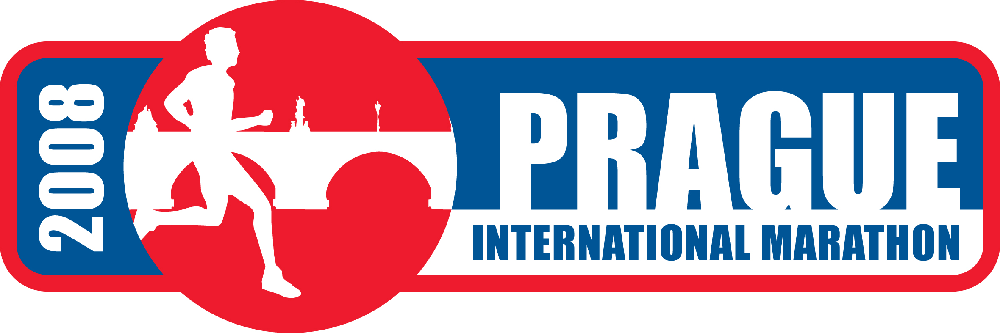 2008
PRAGUE
INTERNATIONAL MARATHON